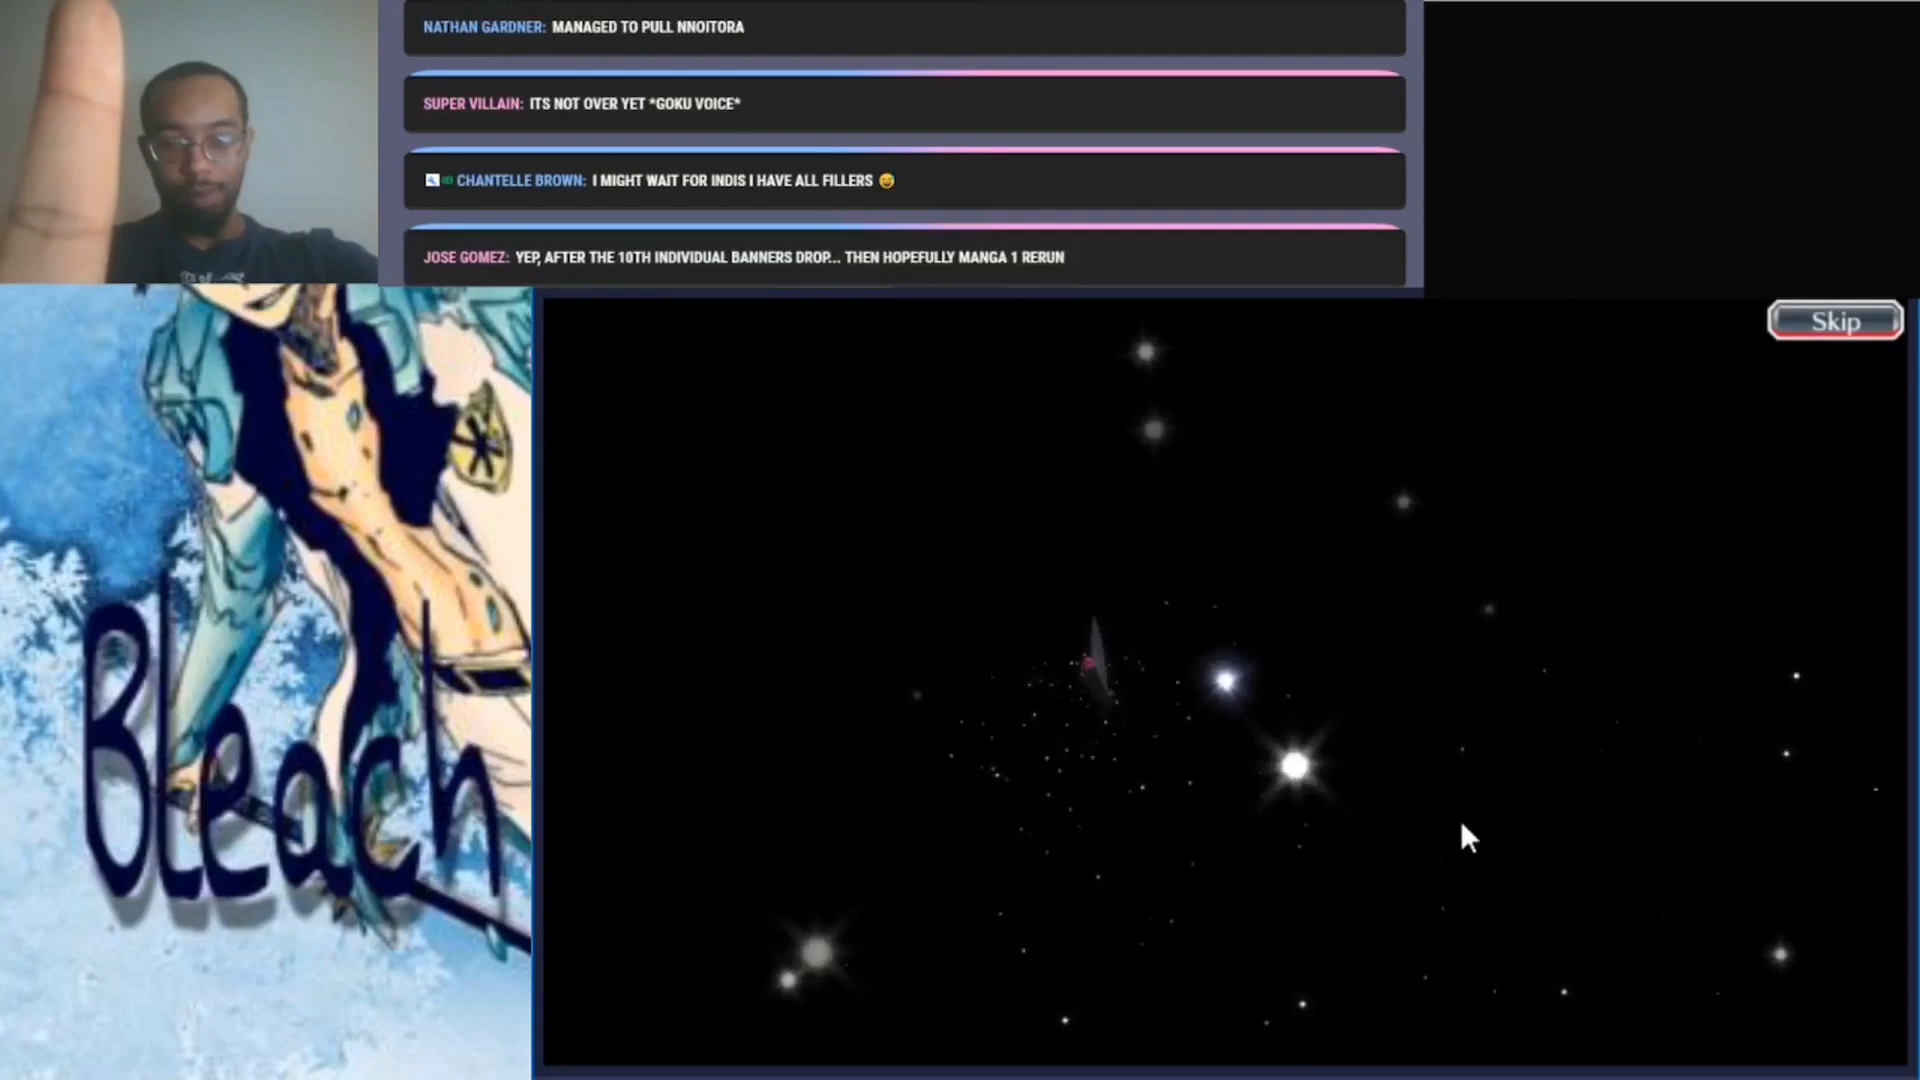 NATHAN GARDNER: MANAGED TO PULL NNOITORA
SUPER VILLAIN: ITS NOT OVER YET *GOKU VOICE*
CHANTELLE BROWN: I MIGHT WAIT FOR INDIS I HAVE ALL FILLERS 😅
JOSE GOMEZ: YEP, AFTER THE 10TH INDIVIDUAL BANNERS DROP... THEN HOPEFULLY MANGA 1 RERUN
Skip
Bleach